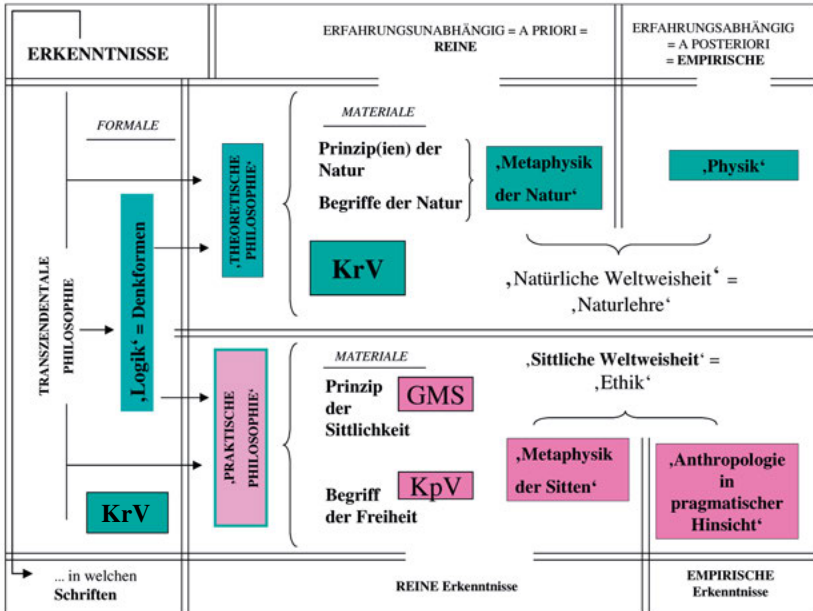 ERKENNTNISSE
ERFAHRUNGSUNABHÄNGIG = A PRIORI =
REINE
ERFAHRUNGSABHÄNGIG
= A POSTERIORI
= EMPIRISCHE
TRANSZENDENTALE
PHILOSOPHIE
FORMALE
‚Logik‘ = Denkformen
KrV
‚THEORETISCHE
PHILOSOPHIE‘
MATERIALE
Prinzip(ien) der
Natur
Begriffe der Natur
KrV
‚Metaphysik
der Natur‘
‚Physik‘
‚Natürliche Weltweisheit‘ =
‚Naturlehre‘
‚PRAKTISCHE
PHILOSOPHIE‘
MATERIALE
Prinzip
der
Sittlichkeit
GMS
Begriff
der Freiheit
KpV
‚Sittliche Weltweisheit‘ =
‚Ethik‘
‚Metaphysik
der Sitten‘
‚Anthropologie
in
pragmatischer
Hinsicht‘
... in welchen
Schriften
REINE Erkenntnisse
EMPIRISCHE
Erkenntnisse